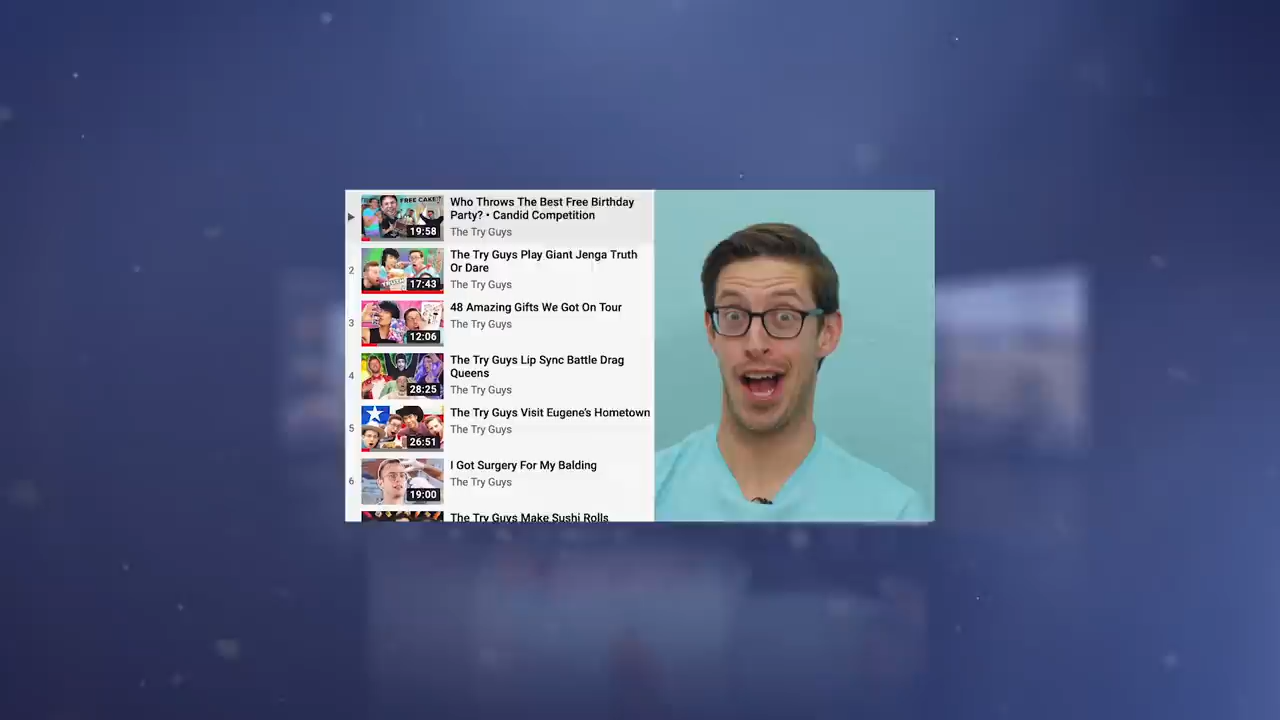 FREE CAKE?
Who Throws The Best Free Birthday
Party? • Candid Competition
19:58
The Try Guys
2
The Try Guys Play Giant Jenga Truth
Or Dare
TRUTH
17:43
The Try Guys
3
48 Amazing Gifts We Got On Tour
The Try Guys
12:06
4
The Try Guys Lip Sync Battle Drag
Queens
28:25
The Try Guys
5
The Try Guys Visit Eugene's Hometown
The Try Guys
26:51
6
I Got Surgery For My Balding
The Try Guys
19:00
The Try Guys Make Sushi Rolls